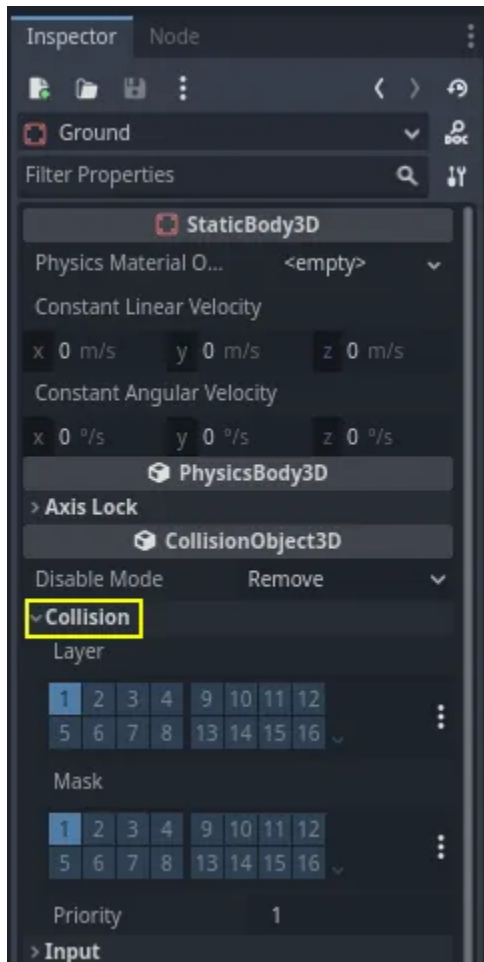 Inspector Node
Ground
DOC
Filter Properties
StaticBody3D
Physics Material O... <empty>
Constant Linear Velocity
x 0 m/s y 0 m/s z 0 m/s
Constant Angular Velocity
x 0 °/s y 0 °/s z 0 °/s
PhysicsBody3D
Axis Lock
CollisionObject3D
Disable Mode Remove
Collision
Layer
1 2 3 4 9 10 11 12
5 6 7 8 13 14 15 16
Mask
1 2 3 4 9 10 11 12
5 6 7 8 13 14 15 16
Priority 1
Input